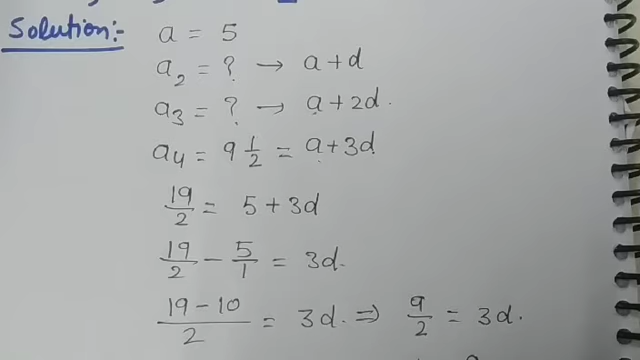 Solution:-
a = 5
a₂ = ? → a + d
a₃ = ? → a + 2d.
a₄ = 9 1/2 = a + 3d
19/2 = 5 + 3d
19/2 - 5/1 = 3d.
(19 - 10)/2 = 3d. ⇒ 9/2 = 3d.